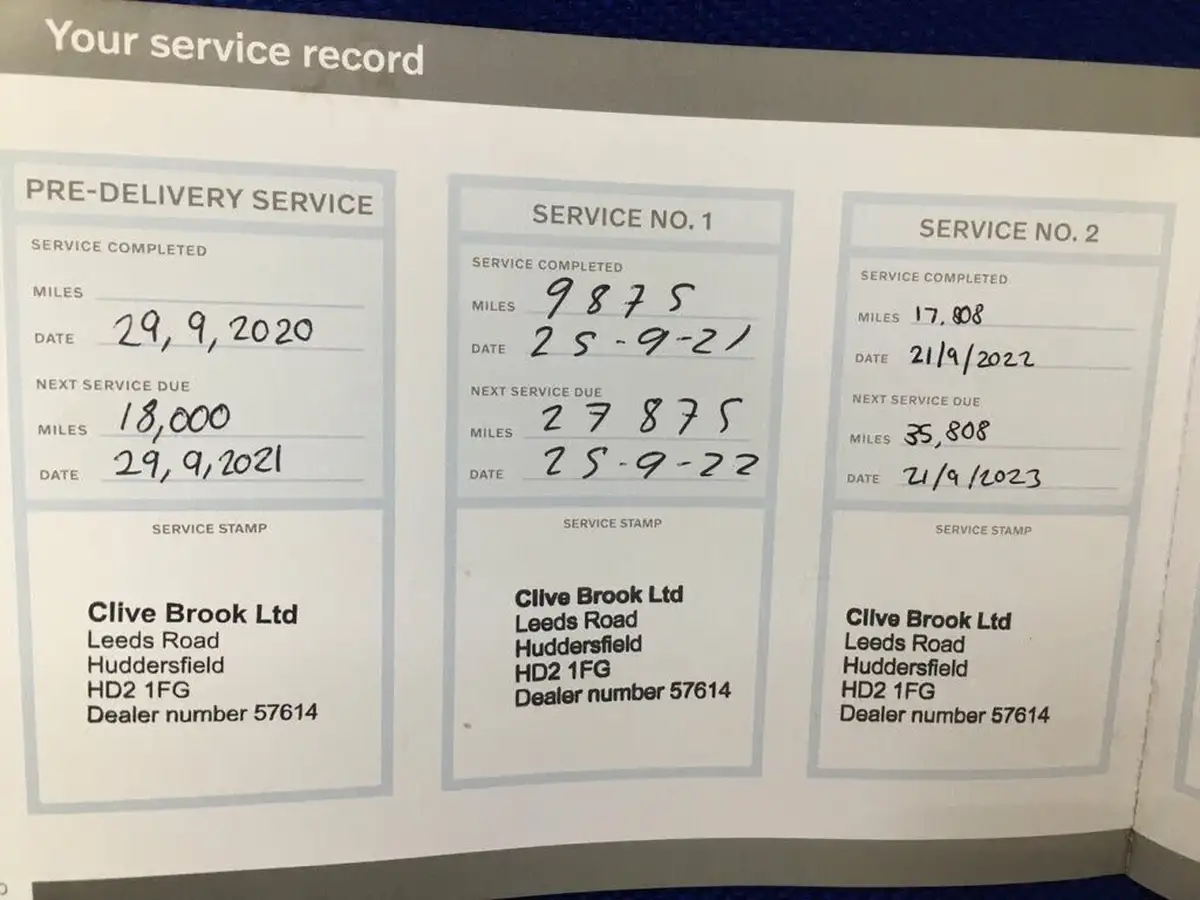 Your service record
PRE-DELIVERY SERVICE
SERVICE COMPLETED
MILES
DATE 29, 9, 2020
NEXT SERVICE DUE
MILES 18,000
DATE 29, 9, 2021
SERVICE STAMP
Clive Brook Ltd
Leeds Road
Huddersfield
HD2 1FG
Dealer number 57614
SERVICE NO. 1
SERVICE COMPLETED
MILES 9875
DATE 25-9-21
NEXT SERVICE DUE
MILES 27875
DATE 25-9-22
SERVICE STAMP
Clive Brook Ltd
Leeds Road
Huddersfield
HD2 1FG
Dealer number 57614
SERVICE NO. 2
SERVICE COMPLETED
MILES 17,808
DATE 21/9/2022
NEXT SERVICE DUE
MILES 35,808
DATE 21/9/2023
SERVICE STAMP
Clive Brook Ltd
Leeds Road
Huddersfield
HD2 1FG
Dealer number 57614